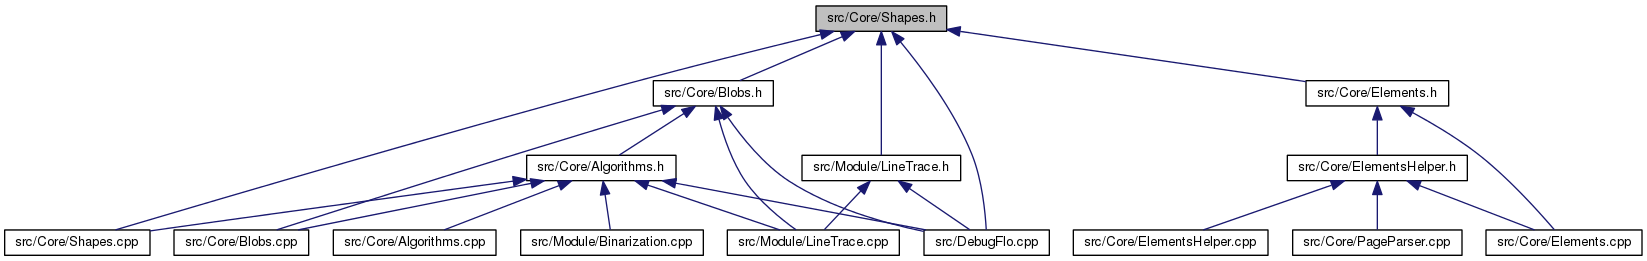 src/Core/Shapes.h
src/Core/Blobs.h
src/Core/Elements.h
src/Core/Algorithms.h
src/Module/LineTrace.h
src/Core/ElementsHelper.h
src/Core/Shapes.cpp
src/Core/Blobs.cpp
src/Core/Algorithms.cpp
src/Module/Binarization.cpp
src/Module/LineTrace.cpp
src/DebugFlo.cpp
src/Core/ElementsHelper.cpp
src/Core/PageParser.cpp
src/Core/Elements.cpp